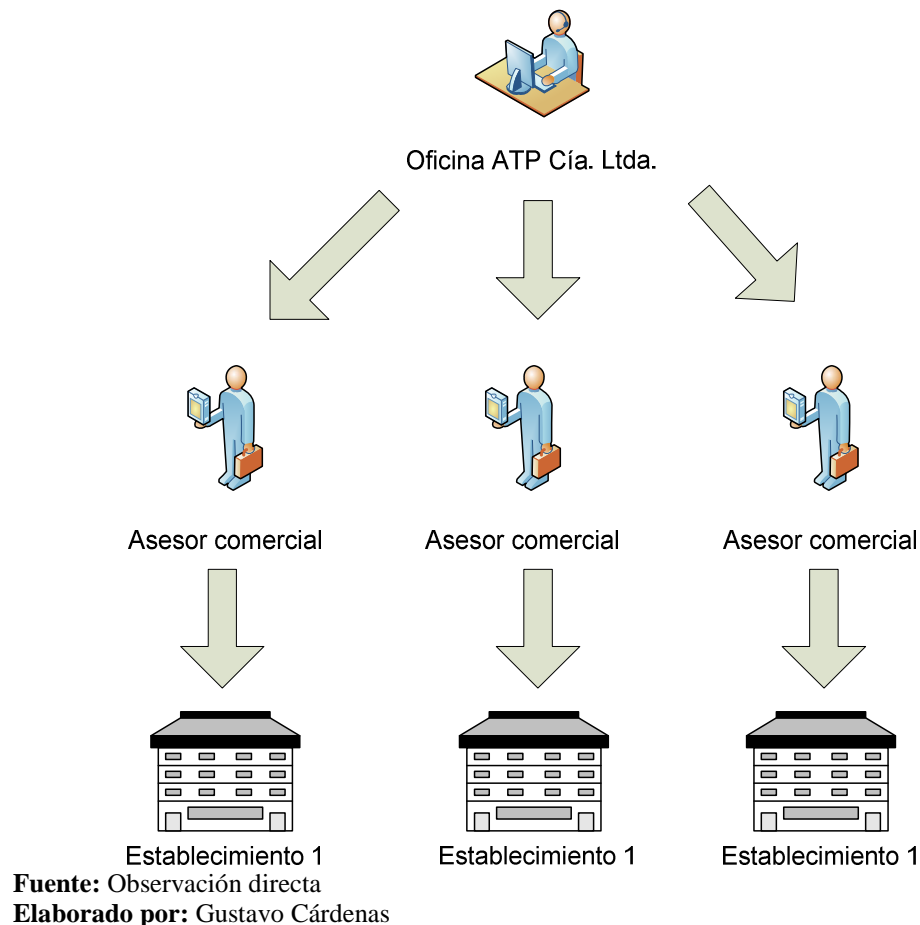 Oficina ATP Cía. Ltda.
Asesor comercial
Asesor comercial
Asesor comercial
Establecimiento 1
Establecimiento 1
Establecimiento 1
Fuente: Observación directa
Elaborado por: Gustavo Cárdenas